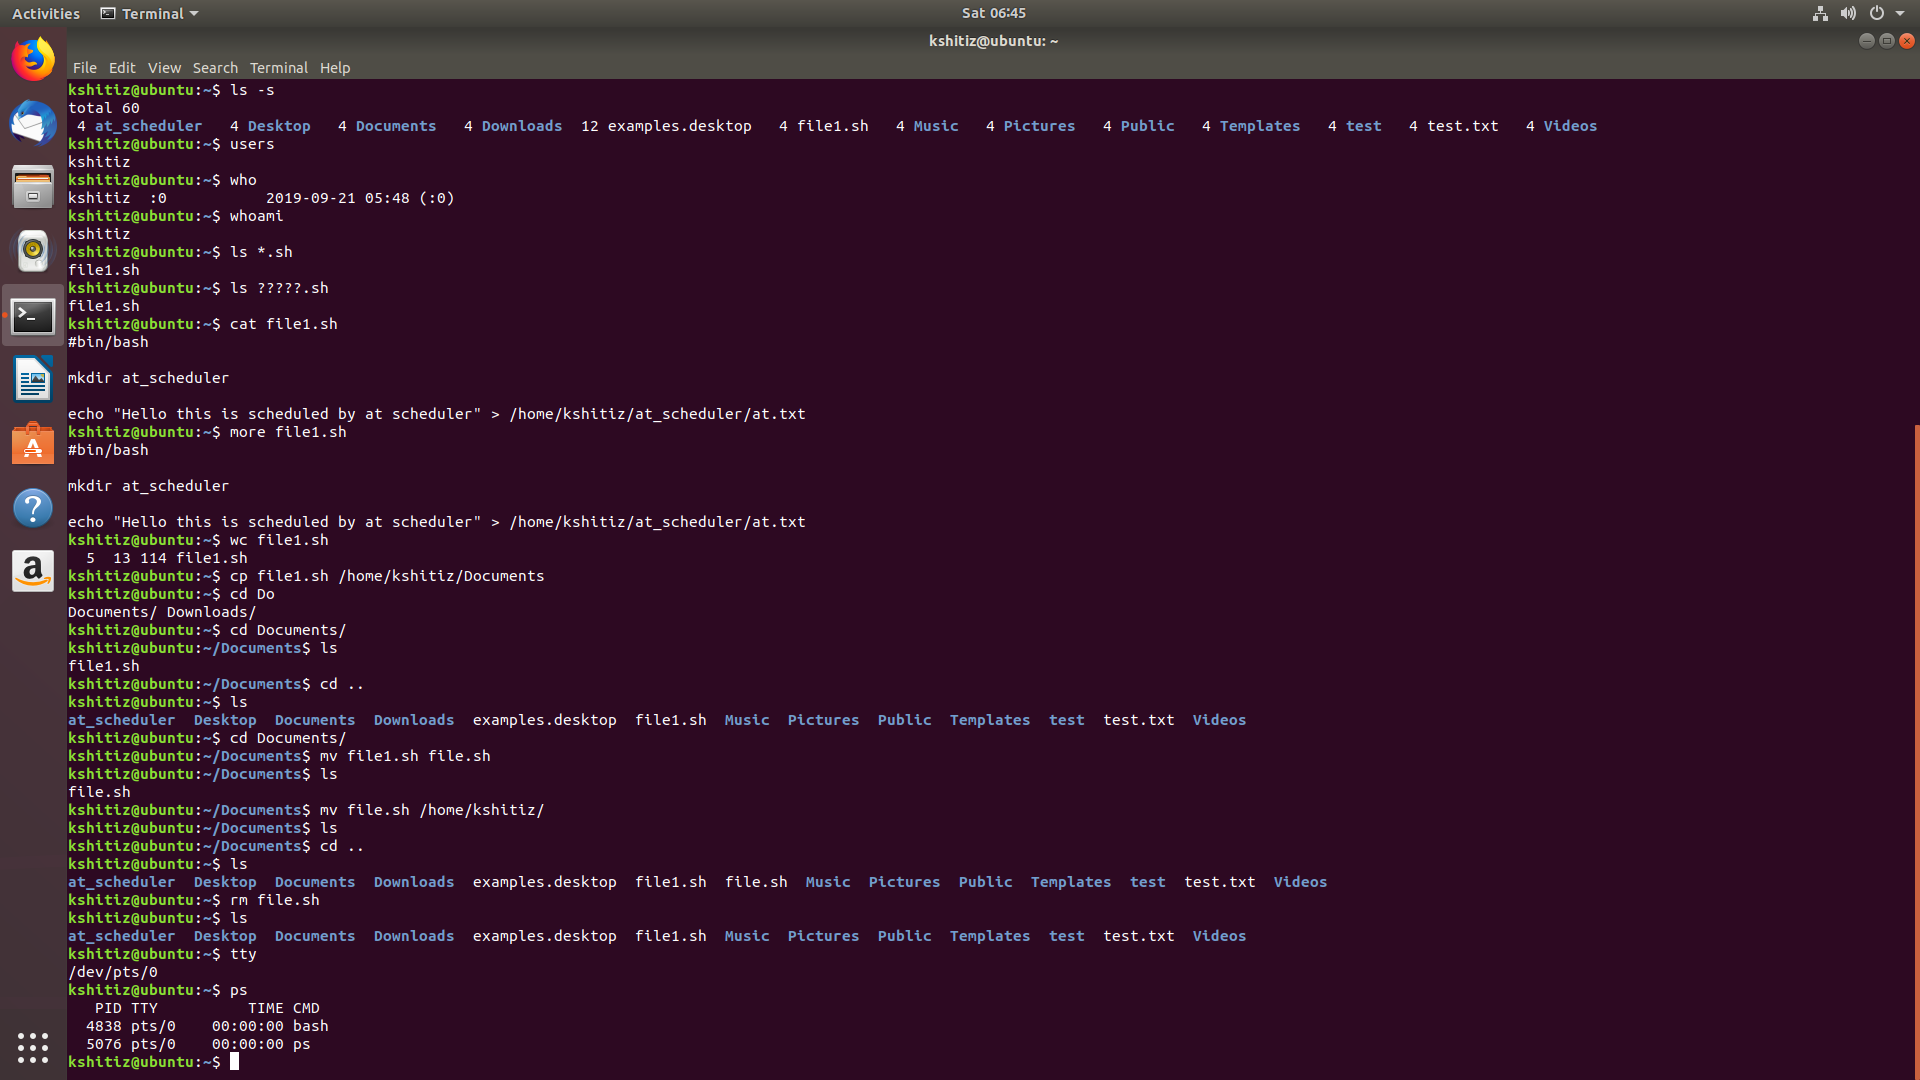 Activities Terminal Sat 06:45
kshitiz@ubuntu: ~
File Edit View Search Terminal Help
kshitiz@ubuntu:~$ ls -s
total 60
 4 at_scheduler   4 Desktop   4 Documents   4 Downloads  12 examples.desktop   4 file1.sh   4 Music   4 Pictures   4 Public   4 Templates   4 test   4 test.txt   4 Videos
kshitiz@ubuntu:~$ users
kshitiz
kshitiz@ubuntu:~$ who
kshitiz  :0           2019-09-21 05:48 (:0)
kshitiz@ubuntu:~$ whoami
kshitiz
kshitiz@ubuntu:~$ ls *.sh
file1.sh
kshitiz@ubuntu:~$ ls ?????.sh
file1.sh
kshitiz@ubuntu:~$ cat file1.sh
#bin/bash

mkdir at_scheduler

echo "Hello this is scheduled by at scheduler" > /home/kshitiz/at_scheduler/at.txt
kshitiz@ubuntu:~$ more file1.sh
#bin/bash

mkdir at_scheduler

echo "Hello this is scheduled by at scheduler" > /home/kshitiz/at_scheduler/at.txt
kshitiz@ubuntu:~$ wc file1.sh
  5  13 114 file1.sh
kshitiz@ubuntu:~$ cp file1.sh /home/kshitiz/Documents
kshitiz@ubuntu:~$ cd Do
Documents/ Downloads/
kshitiz@ubuntu:~$ cd Documents/
kshitiz@ubuntu:~/Documents$ ls
file1.sh
kshitiz@ubuntu:~/Documents$ cd ..
kshitiz@ubuntu:~$ ls
at_scheduler  Desktop  Documents  Downloads  examples.desktop  file1.sh  Music  Pictures  Public  Templates  test  test.txt  Videos
kshitiz@ubuntu:~$ cd Documents/
kshitiz@ubuntu:~/Documents$ mv file1.sh file.sh
kshitiz@ubuntu:~/Documents$ ls
file.sh
kshitiz@ubuntu:~/Documents$ mv file.sh /home/kshitiz/
kshitiz@ubuntu:~/Documents$ ls
kshitiz@ubuntu:~/Documents$ cd ..
kshitiz@ubuntu:~$ ls
at_scheduler  Desktop  Documents  Downloads  examples.desktop  file1.sh  file.sh  Music  Pictures  Public  Templates  test  test.txt  Videos
kshitiz@ubuntu:~$ rm file.sh
kshitiz@ubuntu:~$ ls
at_scheduler  Desktop  Documents  Downloads  examples.desktop  file1.sh  Music  Pictures  Public  Templates  test  test.txt  Videos
kshitiz@ubuntu:~$ tty
/dev/pts/0
kshitiz@ubuntu:~$ ps
   PID TTY          TIME CMD
  4838 pts/0    00:00:00 bash
  5076 pts/0    00:00:00 ps
kshitiz@ubuntu:~$